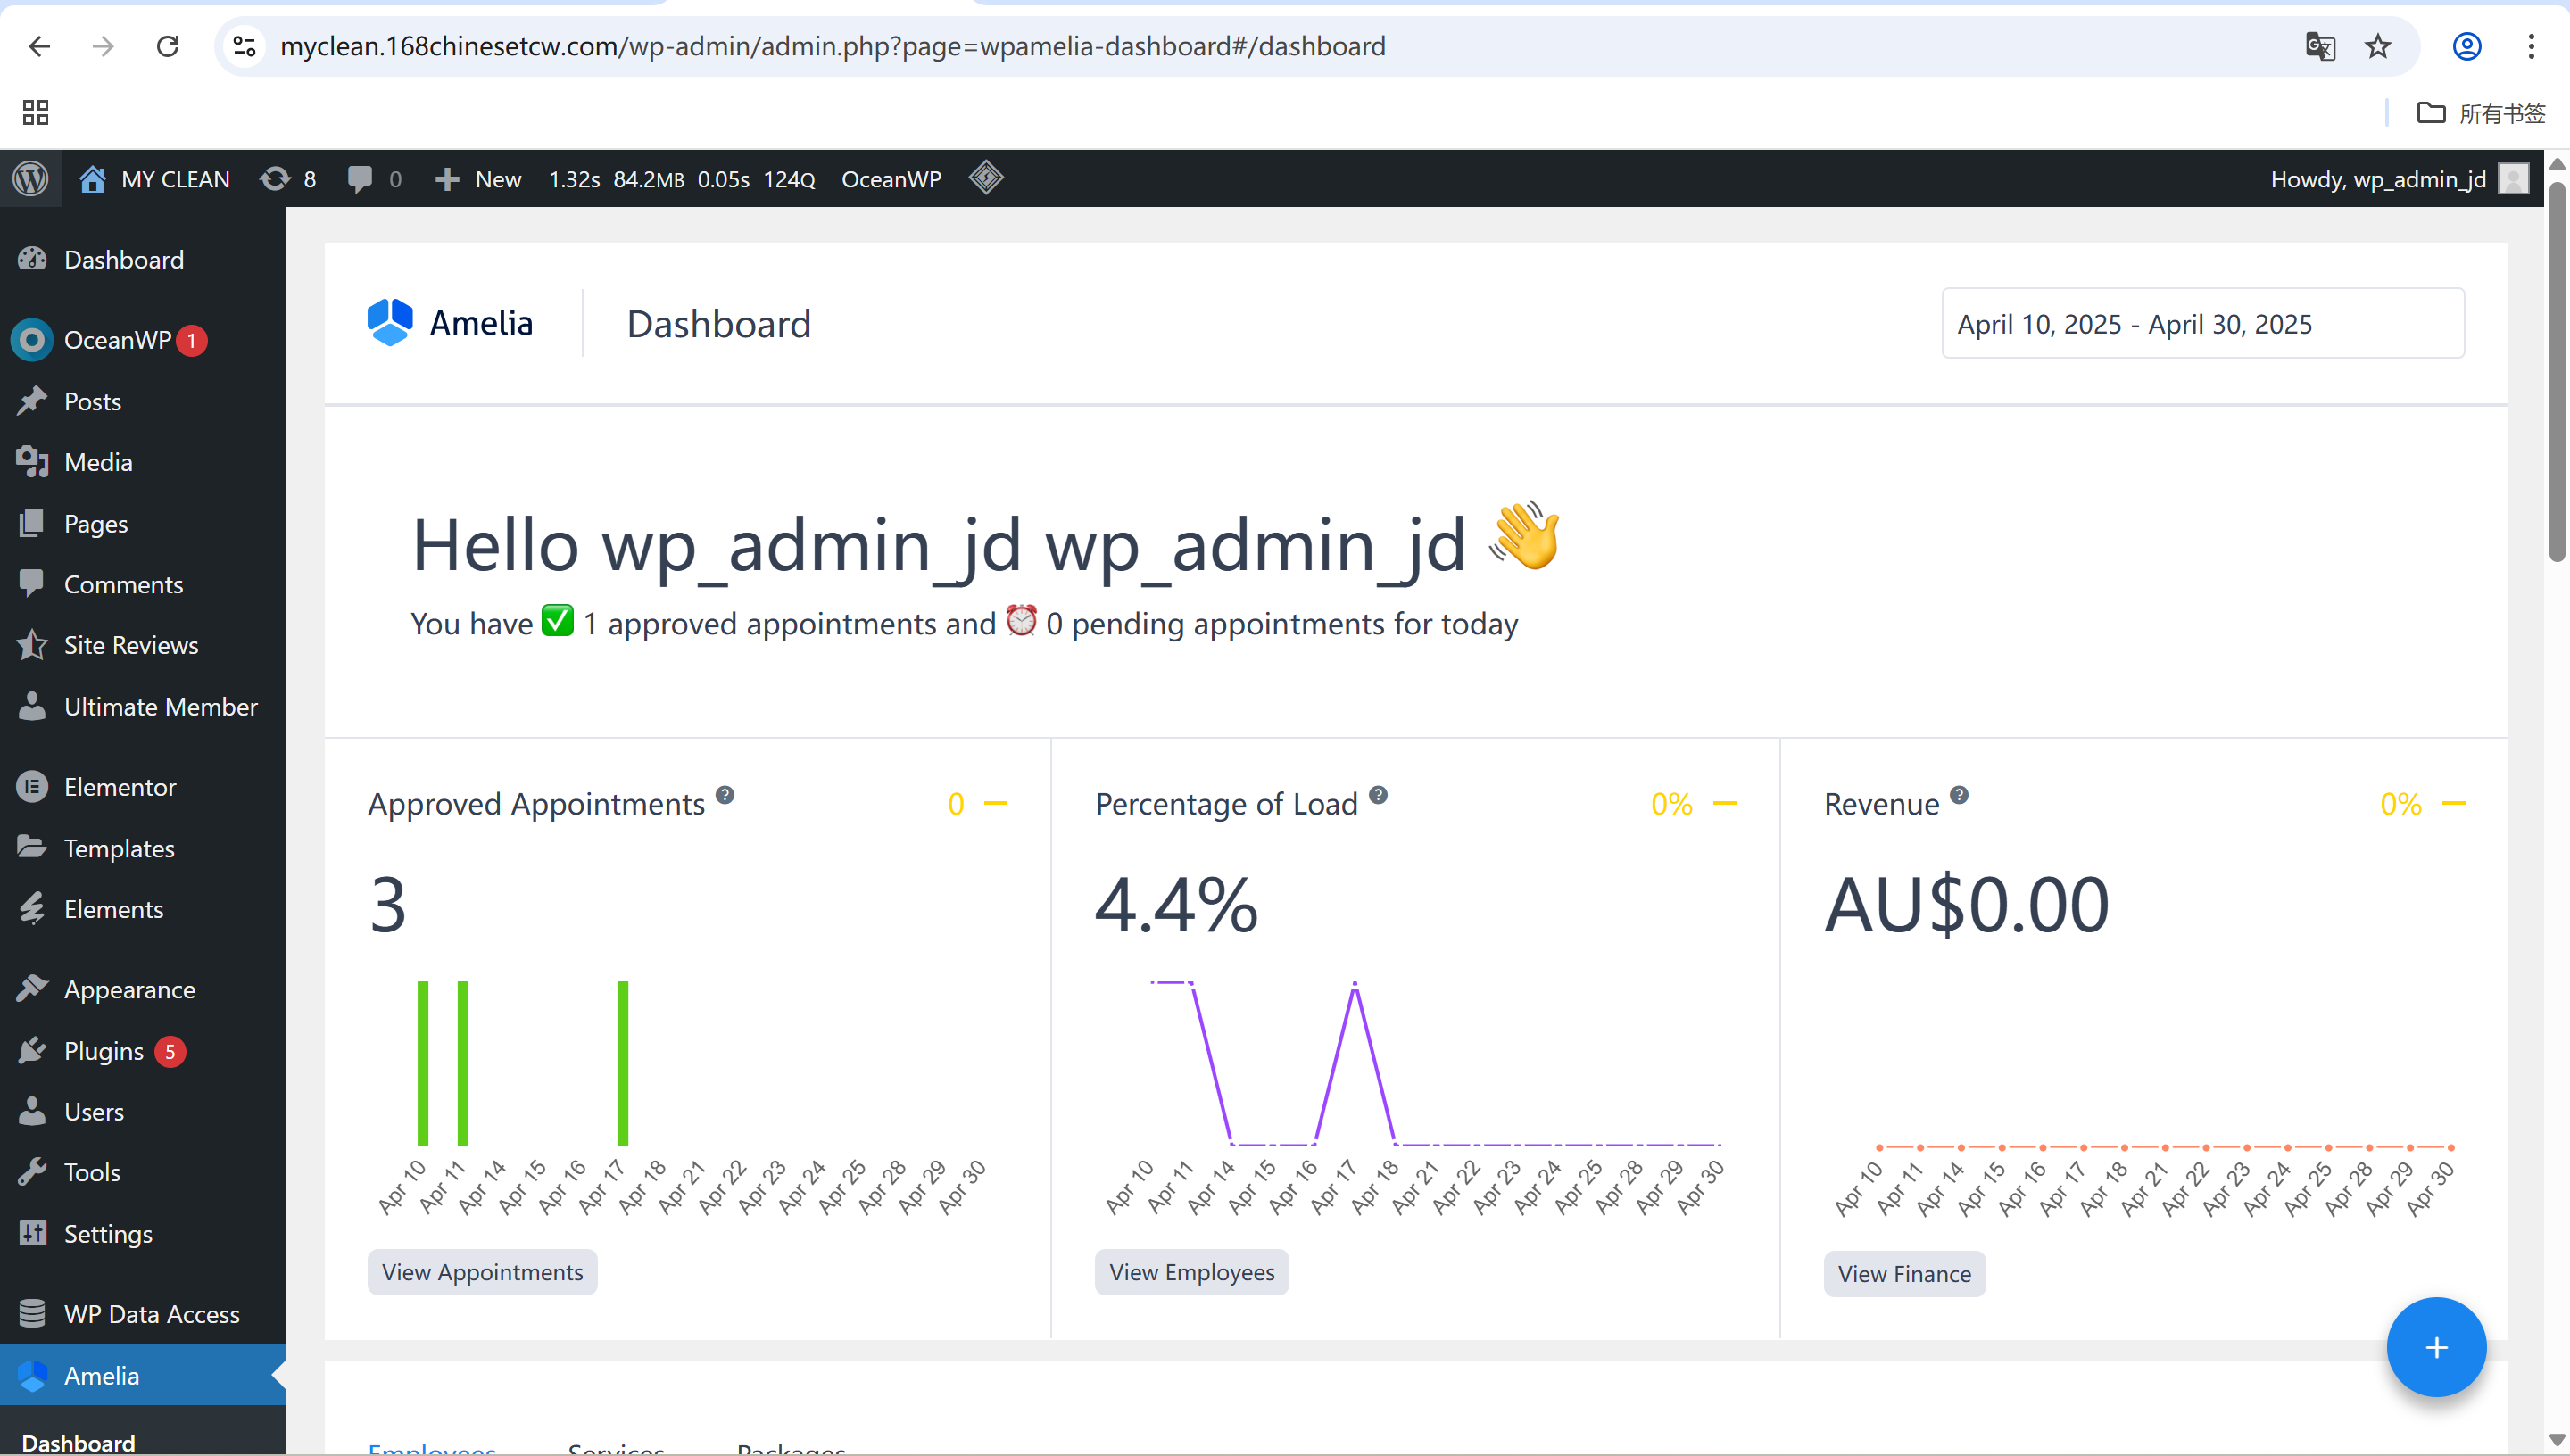 myclean.168chinesetcw.com/wp-admin/admin.php?page=wpamelia-dashboard#/dashboard
所有书签
MY CLEAN 8 0 New 1.32s 84.2MB 0.05s 124Q OceanWP Howdy, wp_admin_jd
Dashboard
OceanWP 1
Posts
Media
Pages
Comments
Site Reviews
Ultimate Member
Elementor
Templates
Elements
Appearance
Plugins 5
Users
Tools
Settings
WP Data Access
Amelia
Dashboard
Amelia Dashboard April 10, 2025 - April 30, 2025
Hello wp_admin_jd wp_admin_jd 👋
You have ✅ 1 approved appointments and ⏰ 0 pending appointments for today
Approved Appointments ? 0
3
Apr 10 Apr 11 Apr 14 Apr 15 Apr 16 Apr 17 Apr 18 Apr 21 Apr 22 Apr 23 Apr 24 Apr 25 Apr 28 Apr 29 Apr 30
View Appointments
Percentage of Load ? 0%
4.4%
Apr 10 Apr 11 Apr 14 Apr 15 Apr 16 Apr 17 Apr 18 Apr 21 Apr 22 Apr 23 Apr 24 Apr 25 Apr 28 Apr 29 Apr 30
View Employees
Revenue ? 0%
AU$0.00
Apr 10 Apr 11 Apr 14 Apr 15 Apr 16 Apr 17 Apr 18 Apr 21 Apr 22 Apr 23 Apr 24 Apr 25 Apr 28 Apr 29 Apr 30
View Finance
+
Employees Services Packages